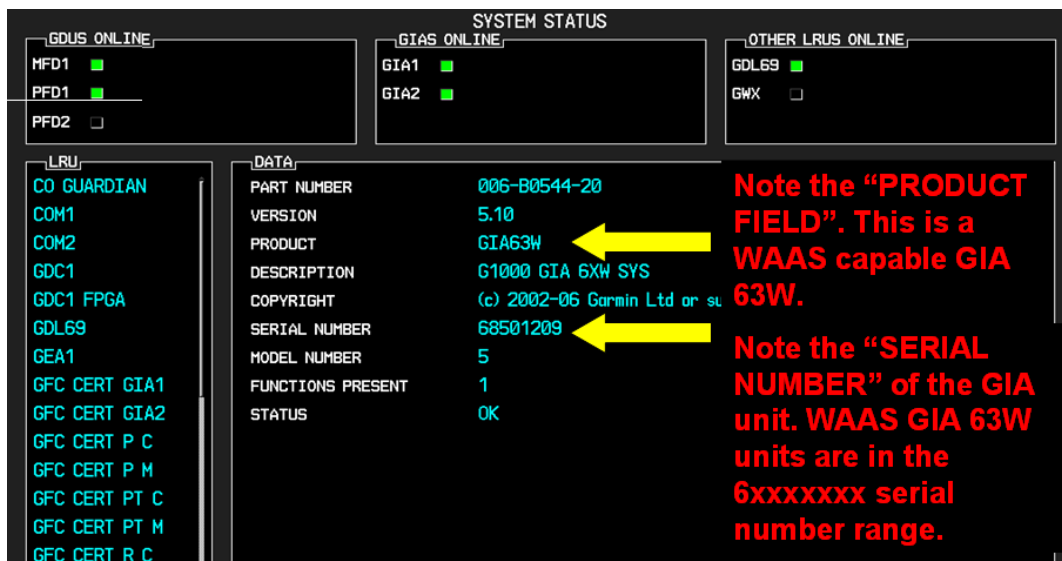 SYSTEM STATUS
GDUS ONLINE
MFD1
PFD1
PFD2
GIAS ONLINE
GIA1
GIA2
OTHER LRUS ONLINE
GDL69
GWX
LRU
CO GUARDIAN
COM1
COM2
GDC1
GDC1 FPGA
GDL69
GEA1
GFC CERT GIA1
GFC CERT GIA2
GFC CERT P C
GFC CERT P M
GFC CERT PT C
GFC CERT PT M
GFC CERT R C
DATA
PART NUMBER 006-B0544-20
VERSION 5.10
PRODUCT GIA63W
DESCRIPTION G1000 GIA 6XW SYS
COPYRIGHT (c) 2002-06 Garmin Ltd or su
SERIAL NUMBER 68501209
MODEL NUMBER 5
FUNCTIONS PRESENT 1
STATUS OK
Note the “PRODUCT
FIELD”. This is a
WAAS capable GIA
63W.
Note the “SERIAL
NUMBER” of the GIA
unit. WAAS GIA 63W
units are in the
6xxxxxxx serial
number range.